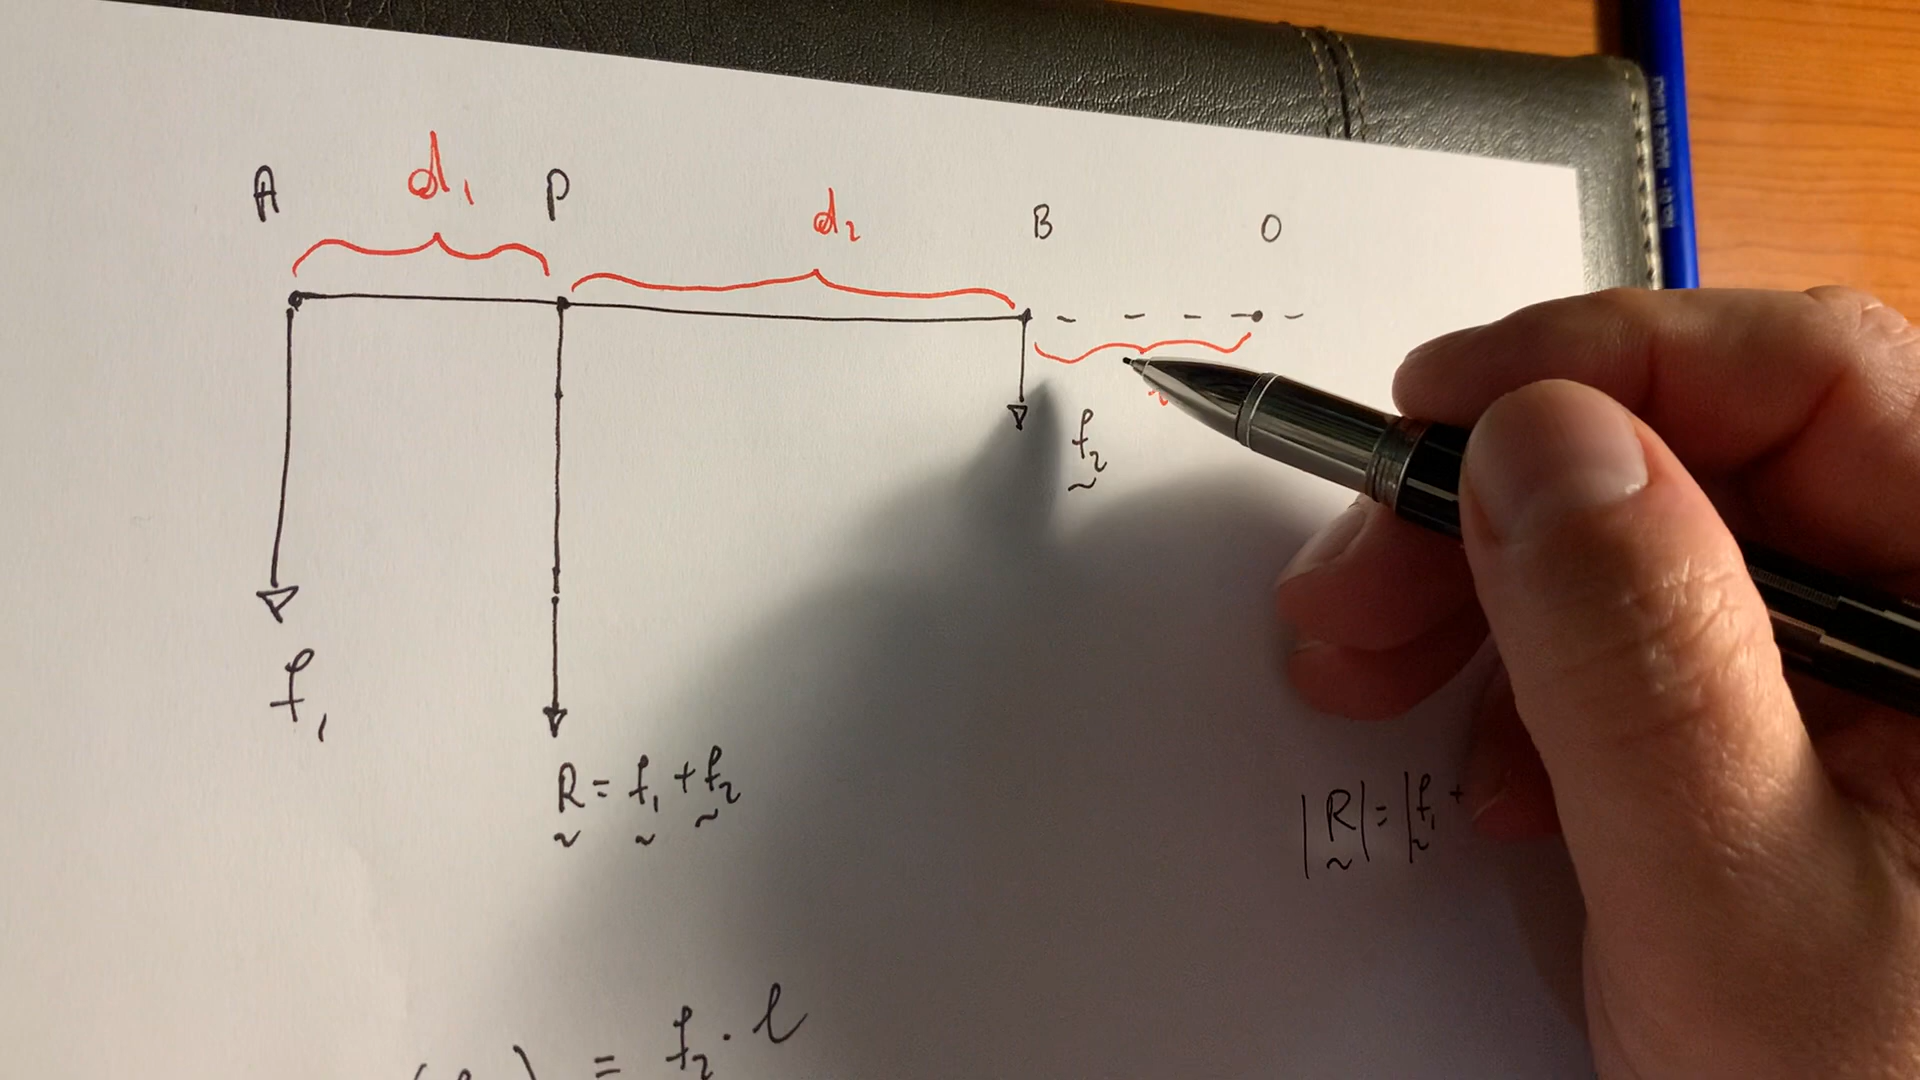 A d₁ P d₂ B O
f₂
f₁
R = f₁ + f₂
|R| = |f₁ +
) = f₂ · l